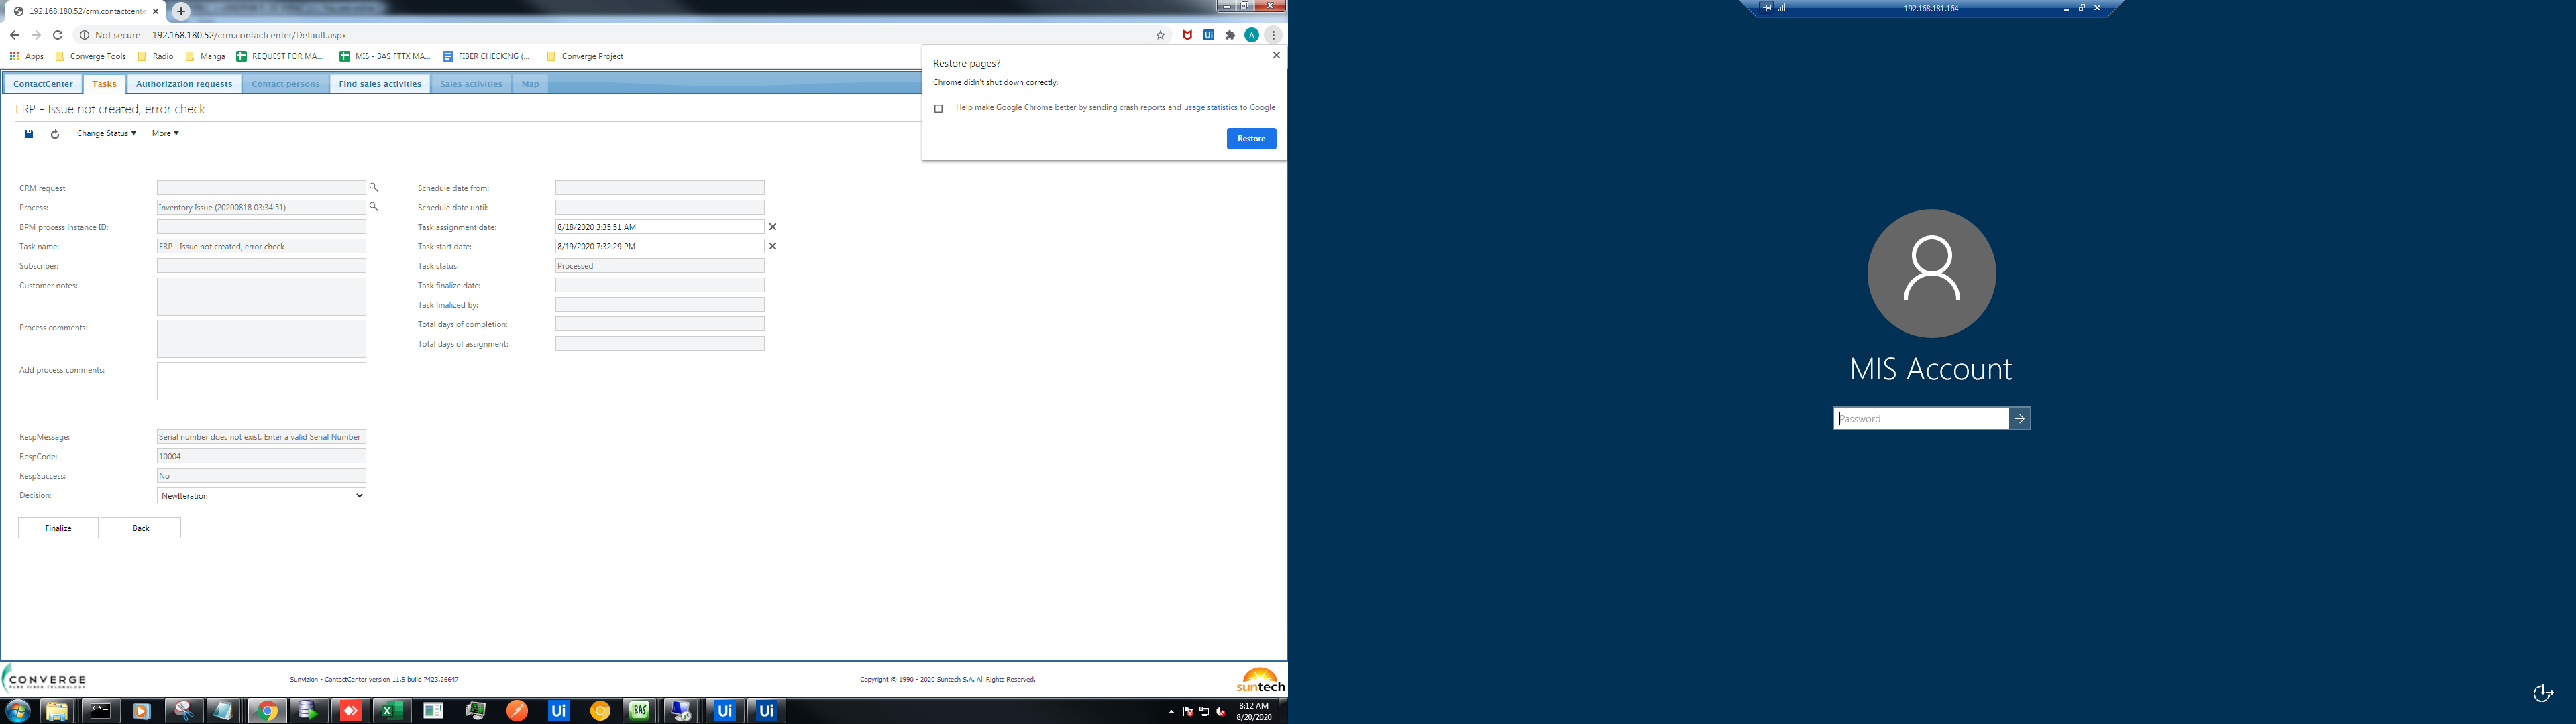 192.168.180.52/crm.contactcente
Not secure | 192.168.180.52/crm.contactcenter/Default.aspx
A
Apps Converge Tools Radio Manga REQUEST FOR MA... MIS - BAS FTTX MA... FIBER CHECKING (... Converge Project
Restore pages?
Chrome didn't shut down correctly.
Help make Google Chrome better by sending crash reports and usage statistics to Google
Restore
ContactCenter Tasks Authorization requests Contact persons Find sales activities Sales activities Map
ERP - Issue not created, error check
Change Status More
CRM request
Process: Inventory Issue (20200818 03:34:51)
BPM process instance ID:
Task name: ERP - Issue not created, error check
Subscriber:
Customer notes:
Process comments:
Add process comments:
Schedule date from:
Schedule date until:
Task assignment date: 8/18/2020 3:35:51 AM
Task start date: 8/19/2020 7:32:29 PM
Task status: Processed
Task finalize date:
Task finalized by:
Total days of completion:
Total days of assignment:
RespMessage: Serial number does not exist. Enter a valid Serial Number
RespCode: 10004
RespSuccess: No
Decision: NewIteration
Finalize Back
CONVERGE
PURE FIBER TECHNOLOGY
Sunvizion - ContactCenter version 11.5 build 7423.26647
Copyright © 1990 - 2020 Suntech S.A. All Rights Reserved.
suntech
Ui BAS Ui Ui
8:12 AM
8/20/2020
192.168.181.164
MIS Account
Password